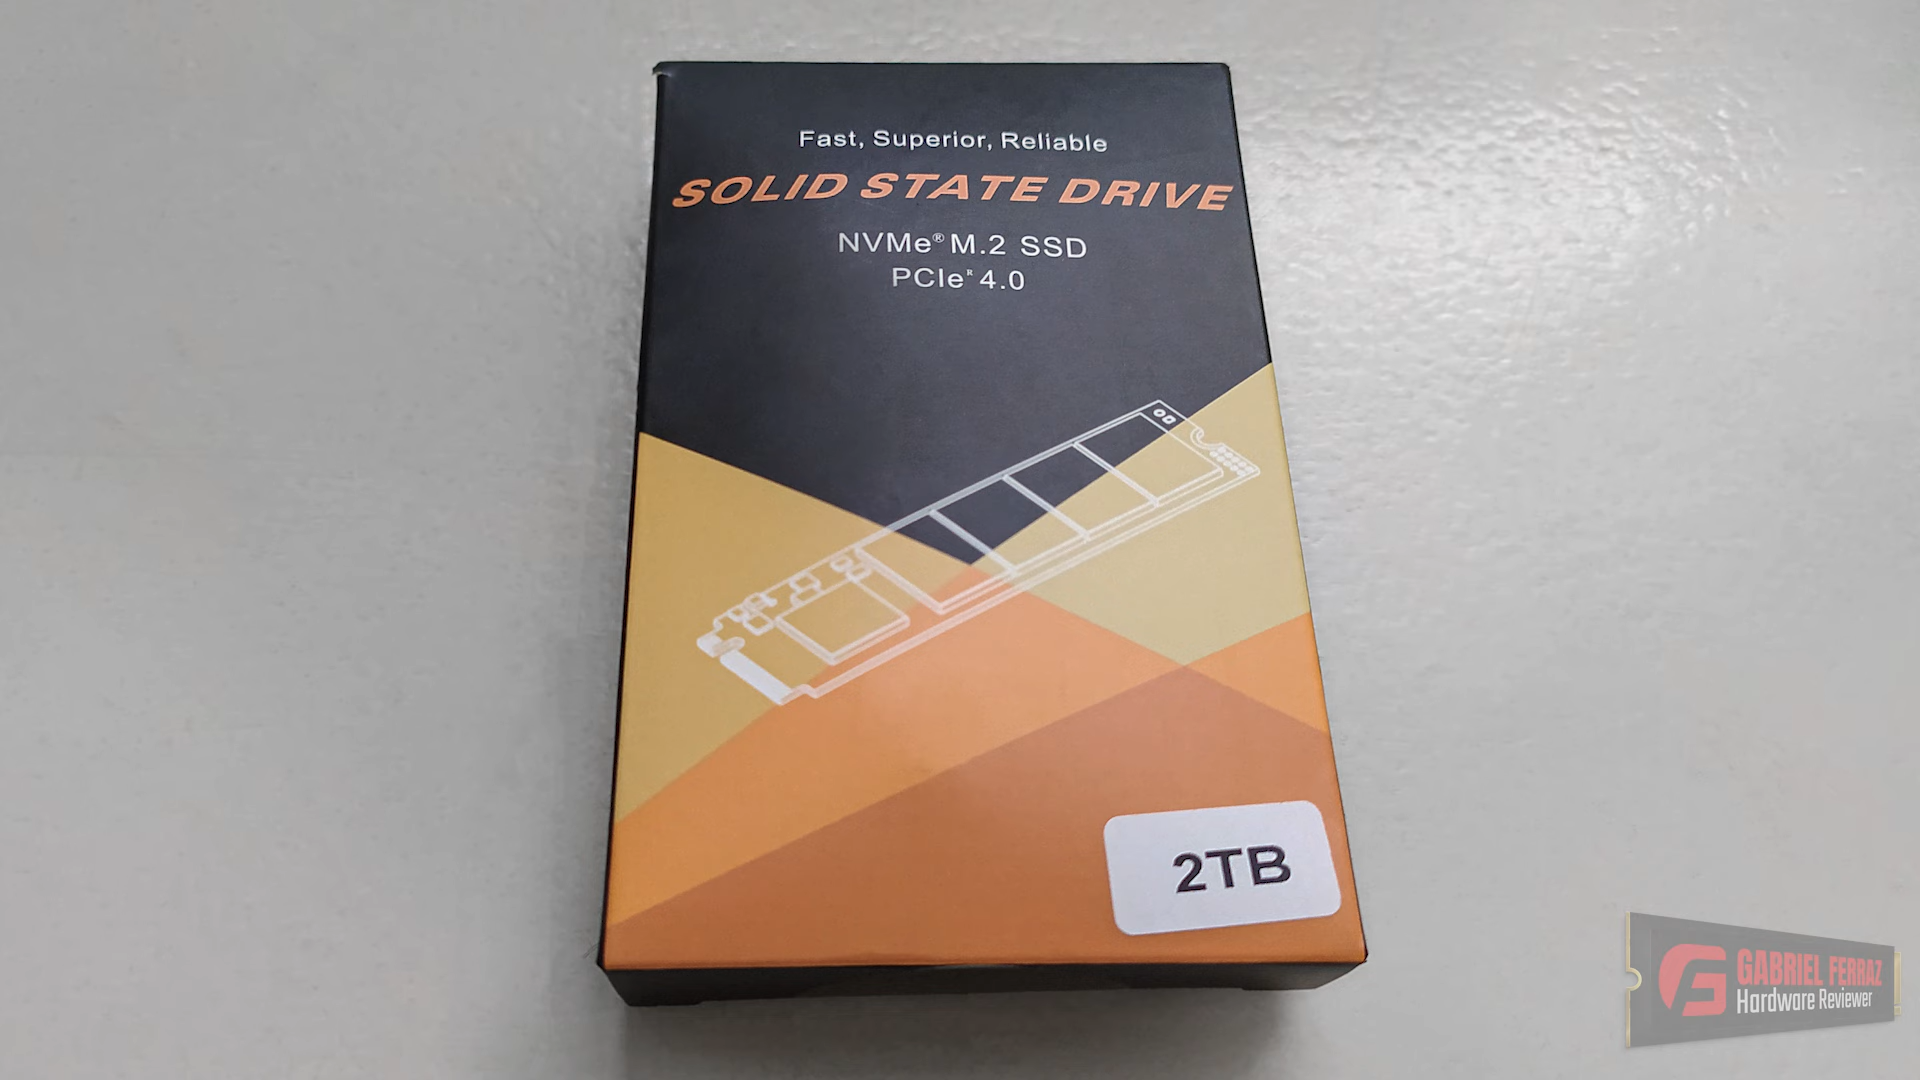 Fast, Superior, Reliable
SOLID STATE DRIVE
NVMe® M.2 SSD
PCIe® 4.0
2TB
GABRIEL FERRAZ
Hardware Reviewer